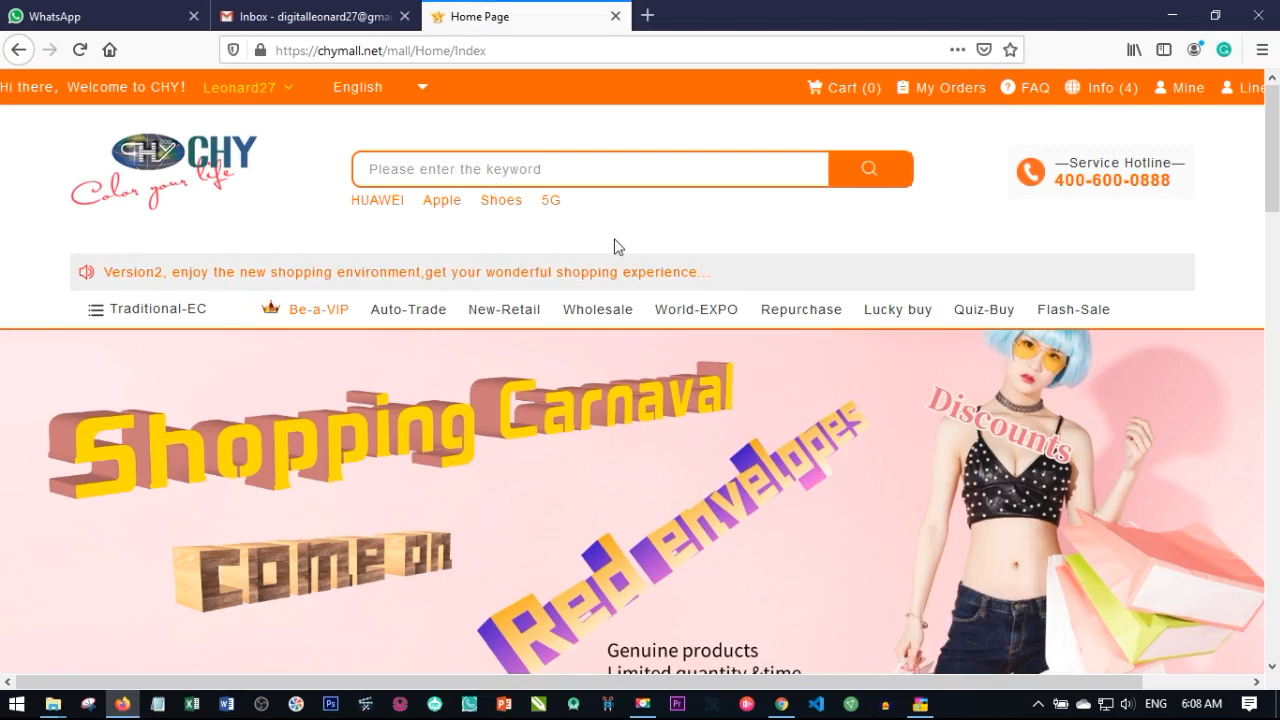 WhatsApp
Inbox - digitalleonard27@gmai
Home Page
https://chymall.net/mall/Home/Index
Hi there, Welcome to CHY! Leonard27 English Cart (0) My Orders FAQ Info (4) Mine Line
CHY CHY
Color your life
Please enter the keyword
HUAWEI Apple Shoes 5G
—Service Hotline—
400-600-0888
Version2, enjoy the new shopping environment,get your wonderful shopping experience...
Traditional-EC Be-a-VIP Auto-Trade New-Retail Wholesale World-EXPO Repurchase Lucky buy Quiz-Buy Flash-Sale
Shopping Carnaval
come on
Red envelopes
Discounts
Genuine products
Limited quantity &time
ENG 6:08 AM